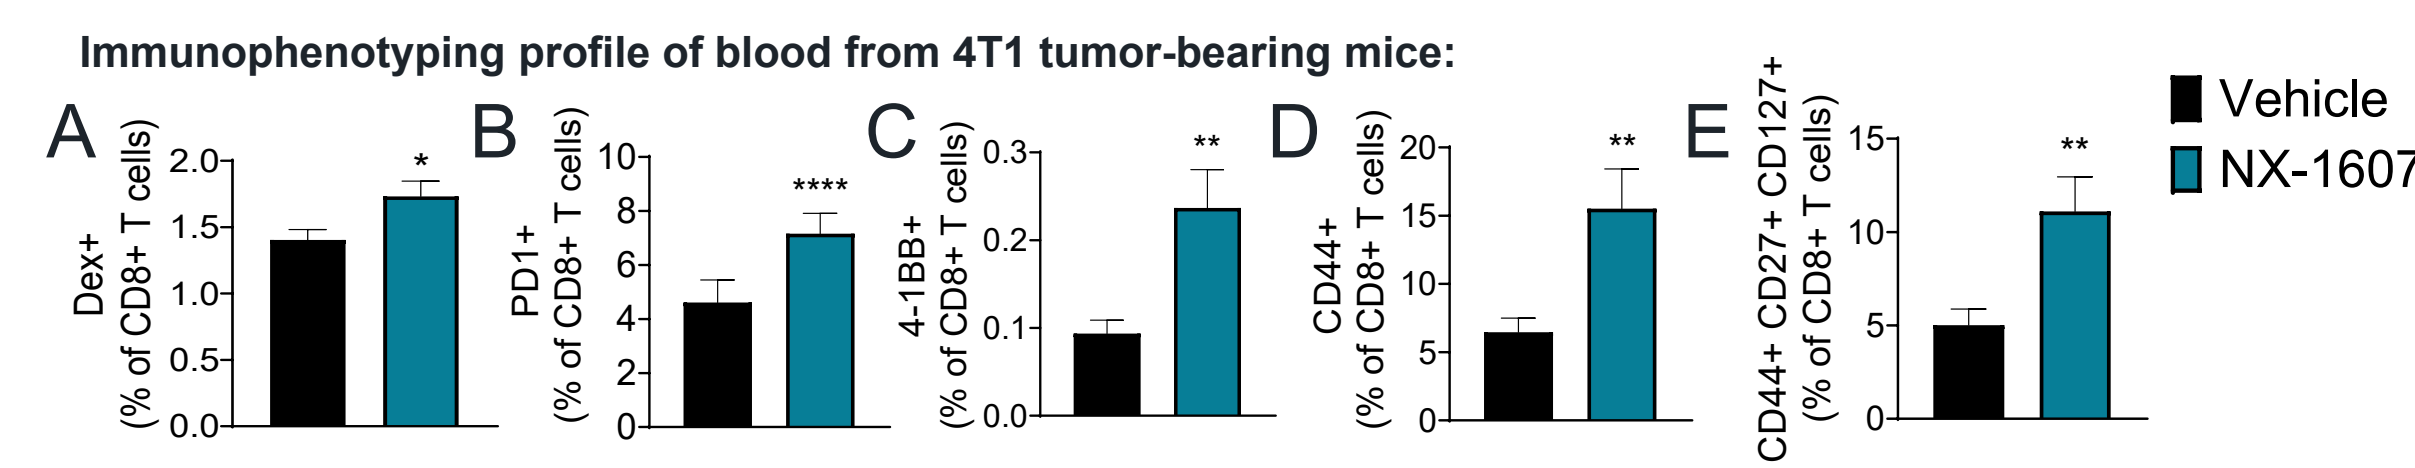 Immunophenotyping profile of blood from 4T1 tumor-bearing mice:
A
Dex+
(% of CD8+ T cells)
2.0
1.5
1.0
0.5
0.0
*
B
PD1+
(% of CD8+ T cells)
10
8
6
4
2
0
****
C
4-1BB+
(% of CD8+ T cells)
0.3
0.2
0.1
0.0
**
D
CD44+
(% of CD8+ T cells)
20
15
10
5
0
**
E
CD44+ CD27+ CD127+
(% of CD8+ T cells)
15
10
5
0
**
Vehicle
NX-1607